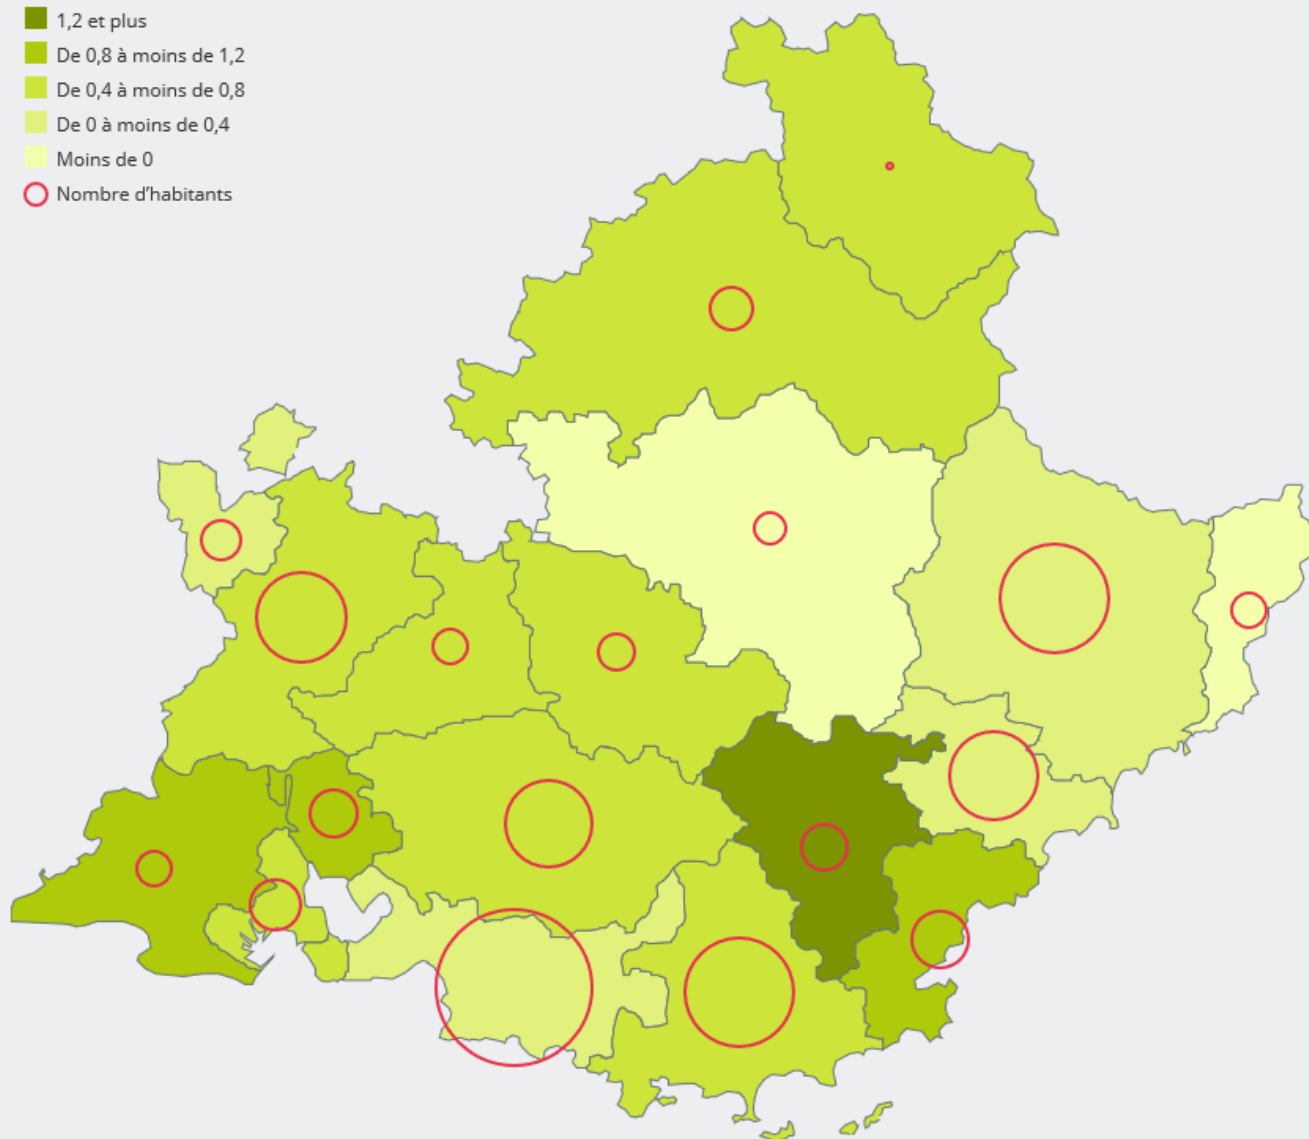 1,2 et plus
De 0,8 à moins de 1,2
De 0,4 à moins de 0,8
De 0 à moins de 0,4
Moins de 0
Nombre d’habitants